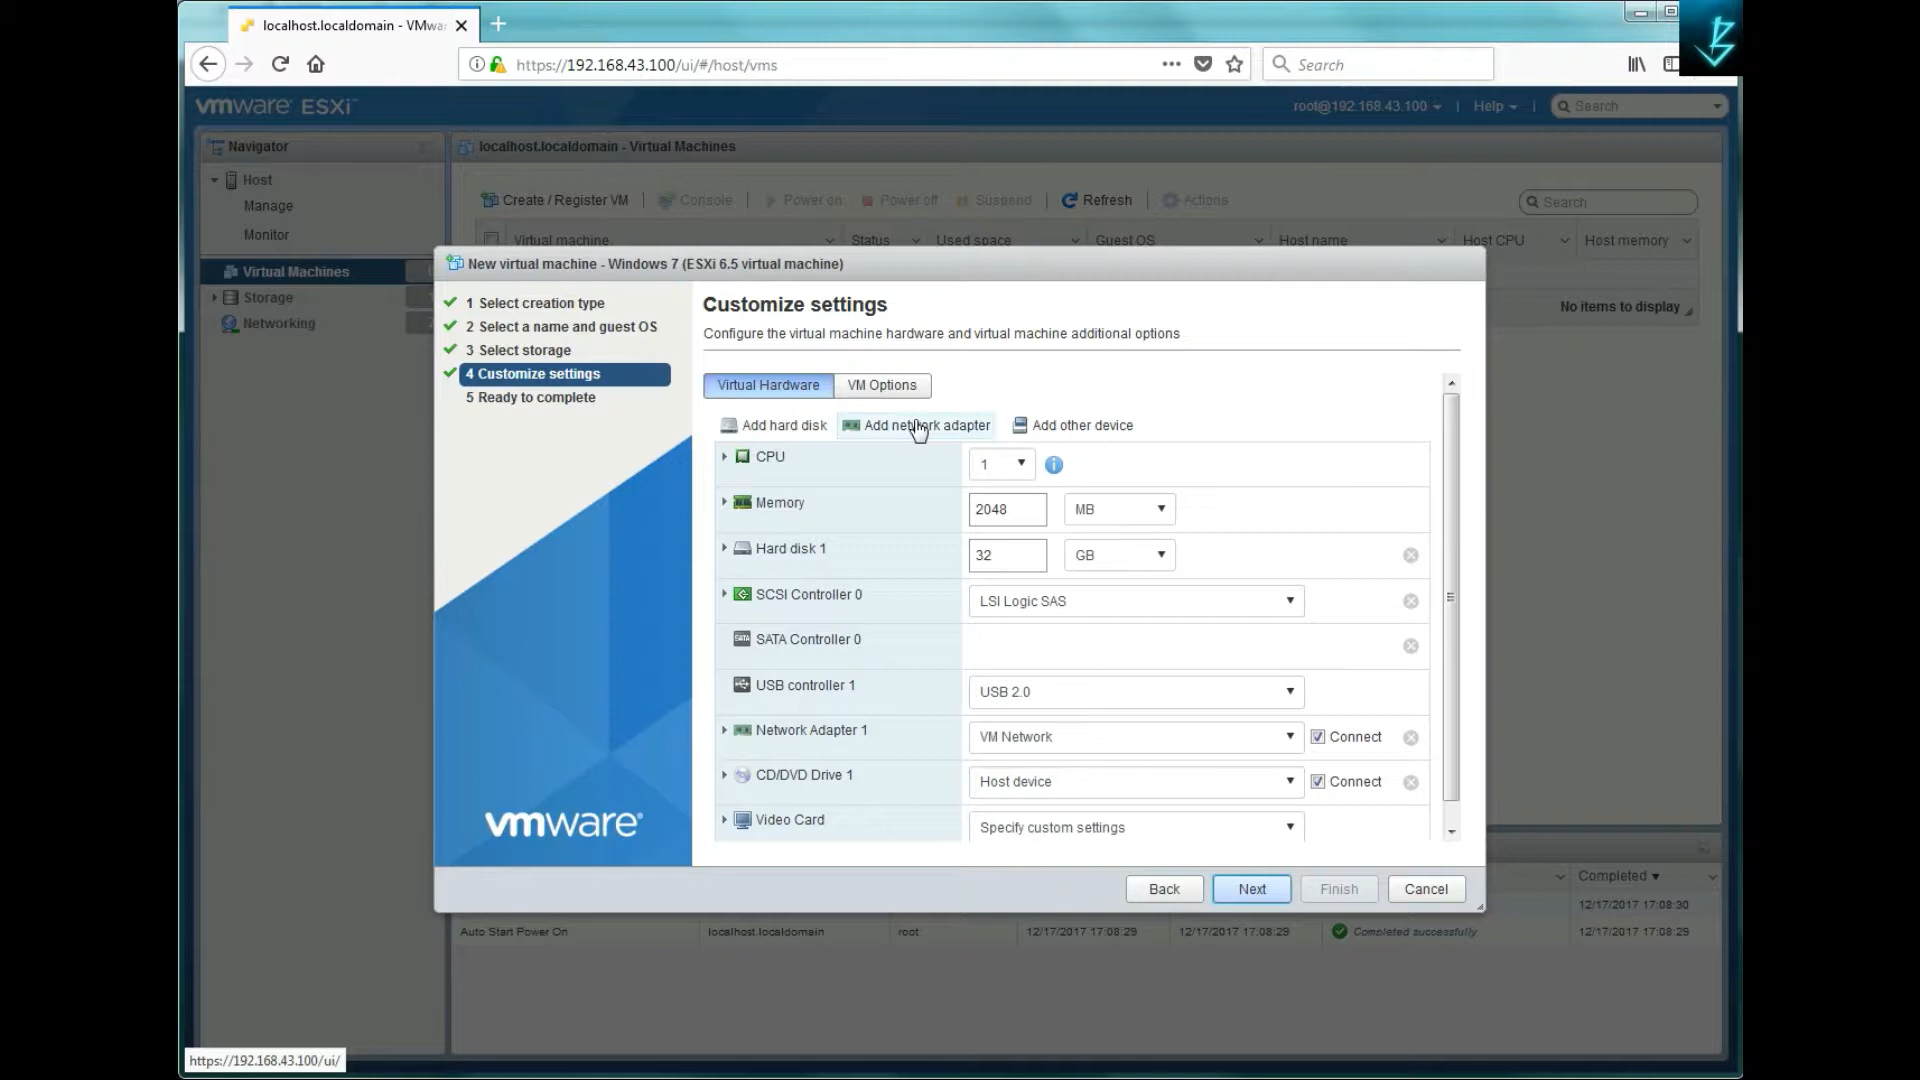 localhost.localdomain - VMwa
https://192.168.43.100/ui/#/host/vms
Search
vmware ESXi
root@192.168.43.100
Help
Search
Navigator
localhost.localdomain - Virtual Machines
Host
Manage
Monitor
Virtual Machines
Storage
Networking
Create / Register VM
Console
Power on
Power off
Suspend
Refresh
Actions
Search
Virtual machine
Status
Used space
Guest OS
Host name
Host CPU
Host memory
No items to display
New virtual machine - Windows 7 (ESXi 6.5 virtual machine)
1 Select creation type
2 Select a name and guest OS
3 Select storage
4 Customize settings
5 Ready to complete
vmware
Customize settings
Configure the virtual machine hardware and virtual machine additional options
Virtual Hardware
VM Options
Add hard disk
Add network adapter
Add other device
CPU
1
Memory
2048
MB
Hard disk 1
32
GB
SCSI Controller 0
LSI Logic SAS
SATA Controller 0
USB controller 1
USB 2.0
Network Adapter 1
VM Network
Connect
CD/DVD Drive 1
Host device
Connect
Video Card
Specify custom settings
Back
Next
Finish
Cancel
Completed
12/17/2017 17:08:30
Auto Start Power On
localhost.localdomain
root
12/17/2017 17:08:29
12/17/2017 17:08:29
Completed successfully
12/17/2017 17:08:29
https://192.168.43.100/ui/